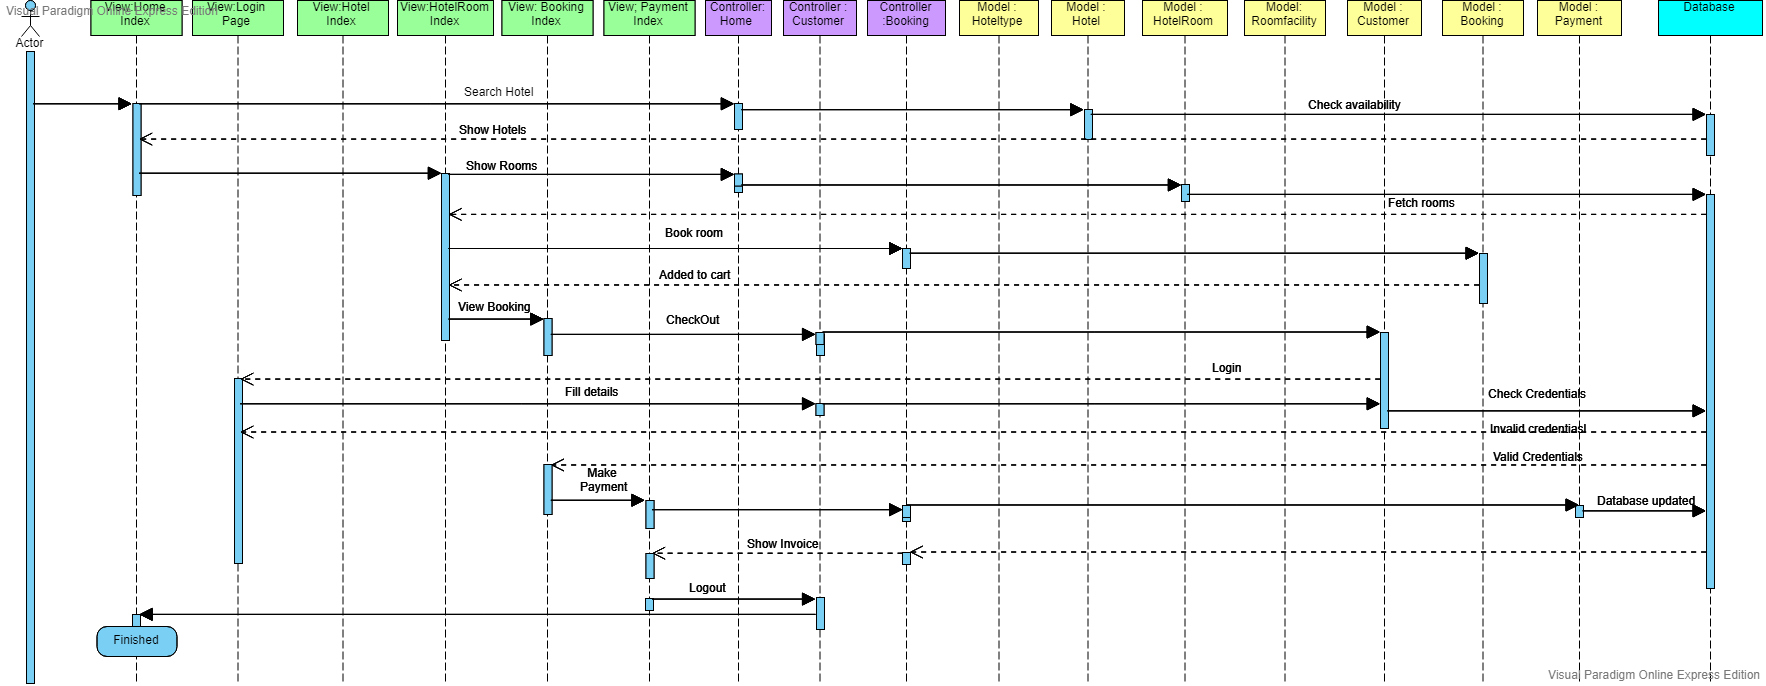 Visual Paradigm Online Express Edition
View:Home
Index
View:Login
Page
View:Hotel
Index
View:HotelRoom
Index
View: Booking
Index
View; Payment
Index
Controller:
Home
Controller :
Customer
Controller
:Booking
Model :
Hoteltype
Model :
Hotel
Model :
HotelRoom
Model:
Roomfacility
Model :
Customer
Model :
Booking
Model :
Payment
Database
Actor
Search Hotel
Check availability
Show Hotels
Show Rooms
Fetch rooms
Book room
Added to cart
View Booking
CheckOut
Login
Fill details
Check Credentials
Invalid credentiasl
Valid Credentials
Make
Payment
Database updated
Show Invoice
Logout
Finished
Visual Paradigm Online Express Edition